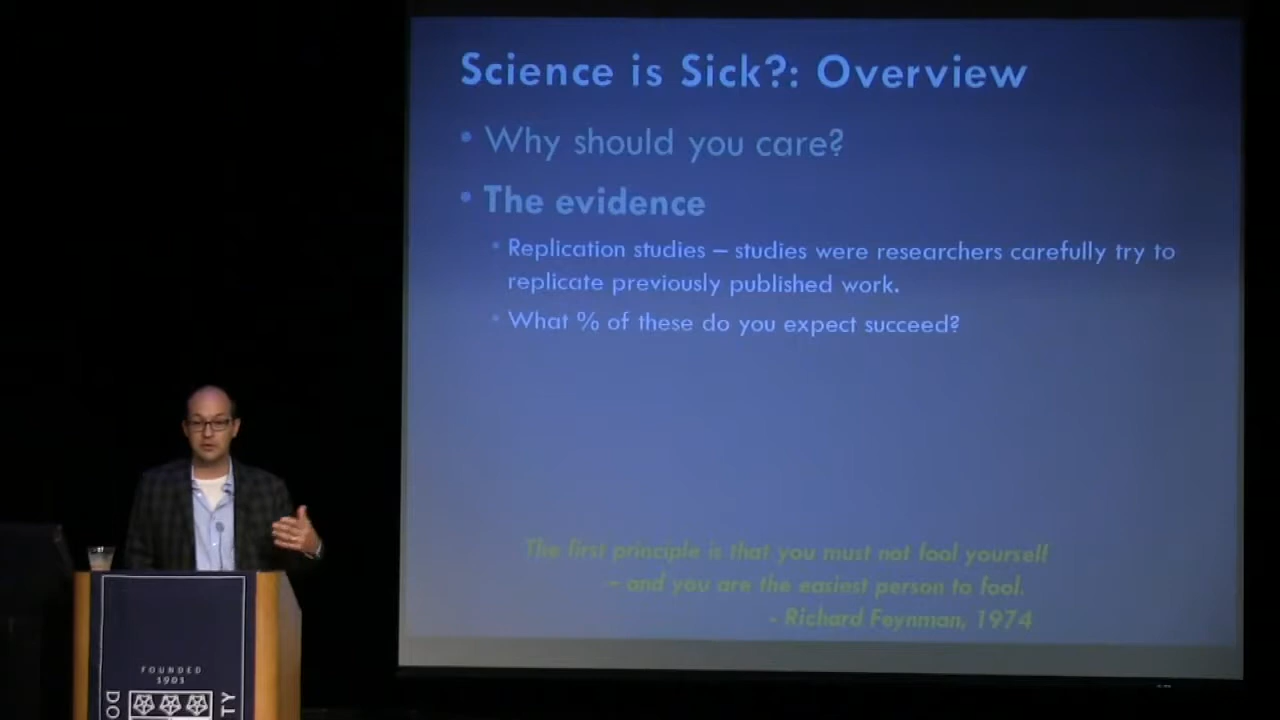 Science is Sick?: Overview
• Why should you care?
• The evidence
• Replication studies – studies were researchers carefully try to
replicate previously published work.
• What % of these do you expect succeed?
The first principle is that you must not fool yourself
– and you are the easiest person to fool.
- Richard Feynman, 1974
FOUNDED
1901
DO
TY